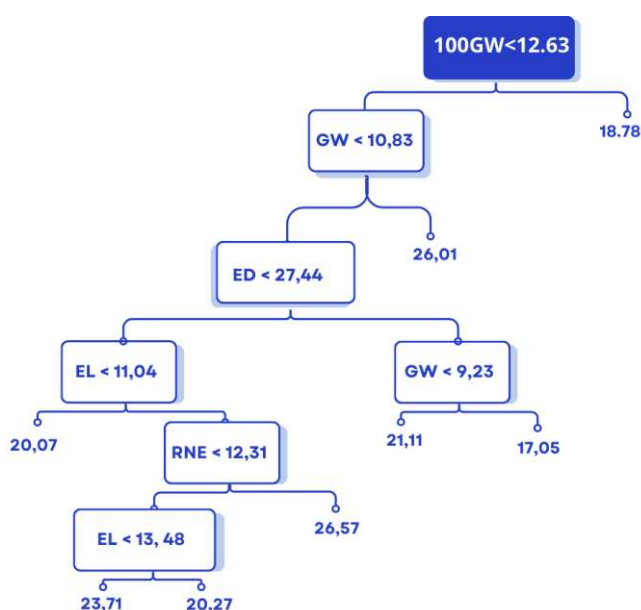 100GW<12.63
GW < 10,83
18.78
ED < 27,44
26,01
EL < 11,04
GW < 9,23
20,07
RNE < 12,31
21,11
17,05
EL < 13, 48
26,57
23,71
20,27